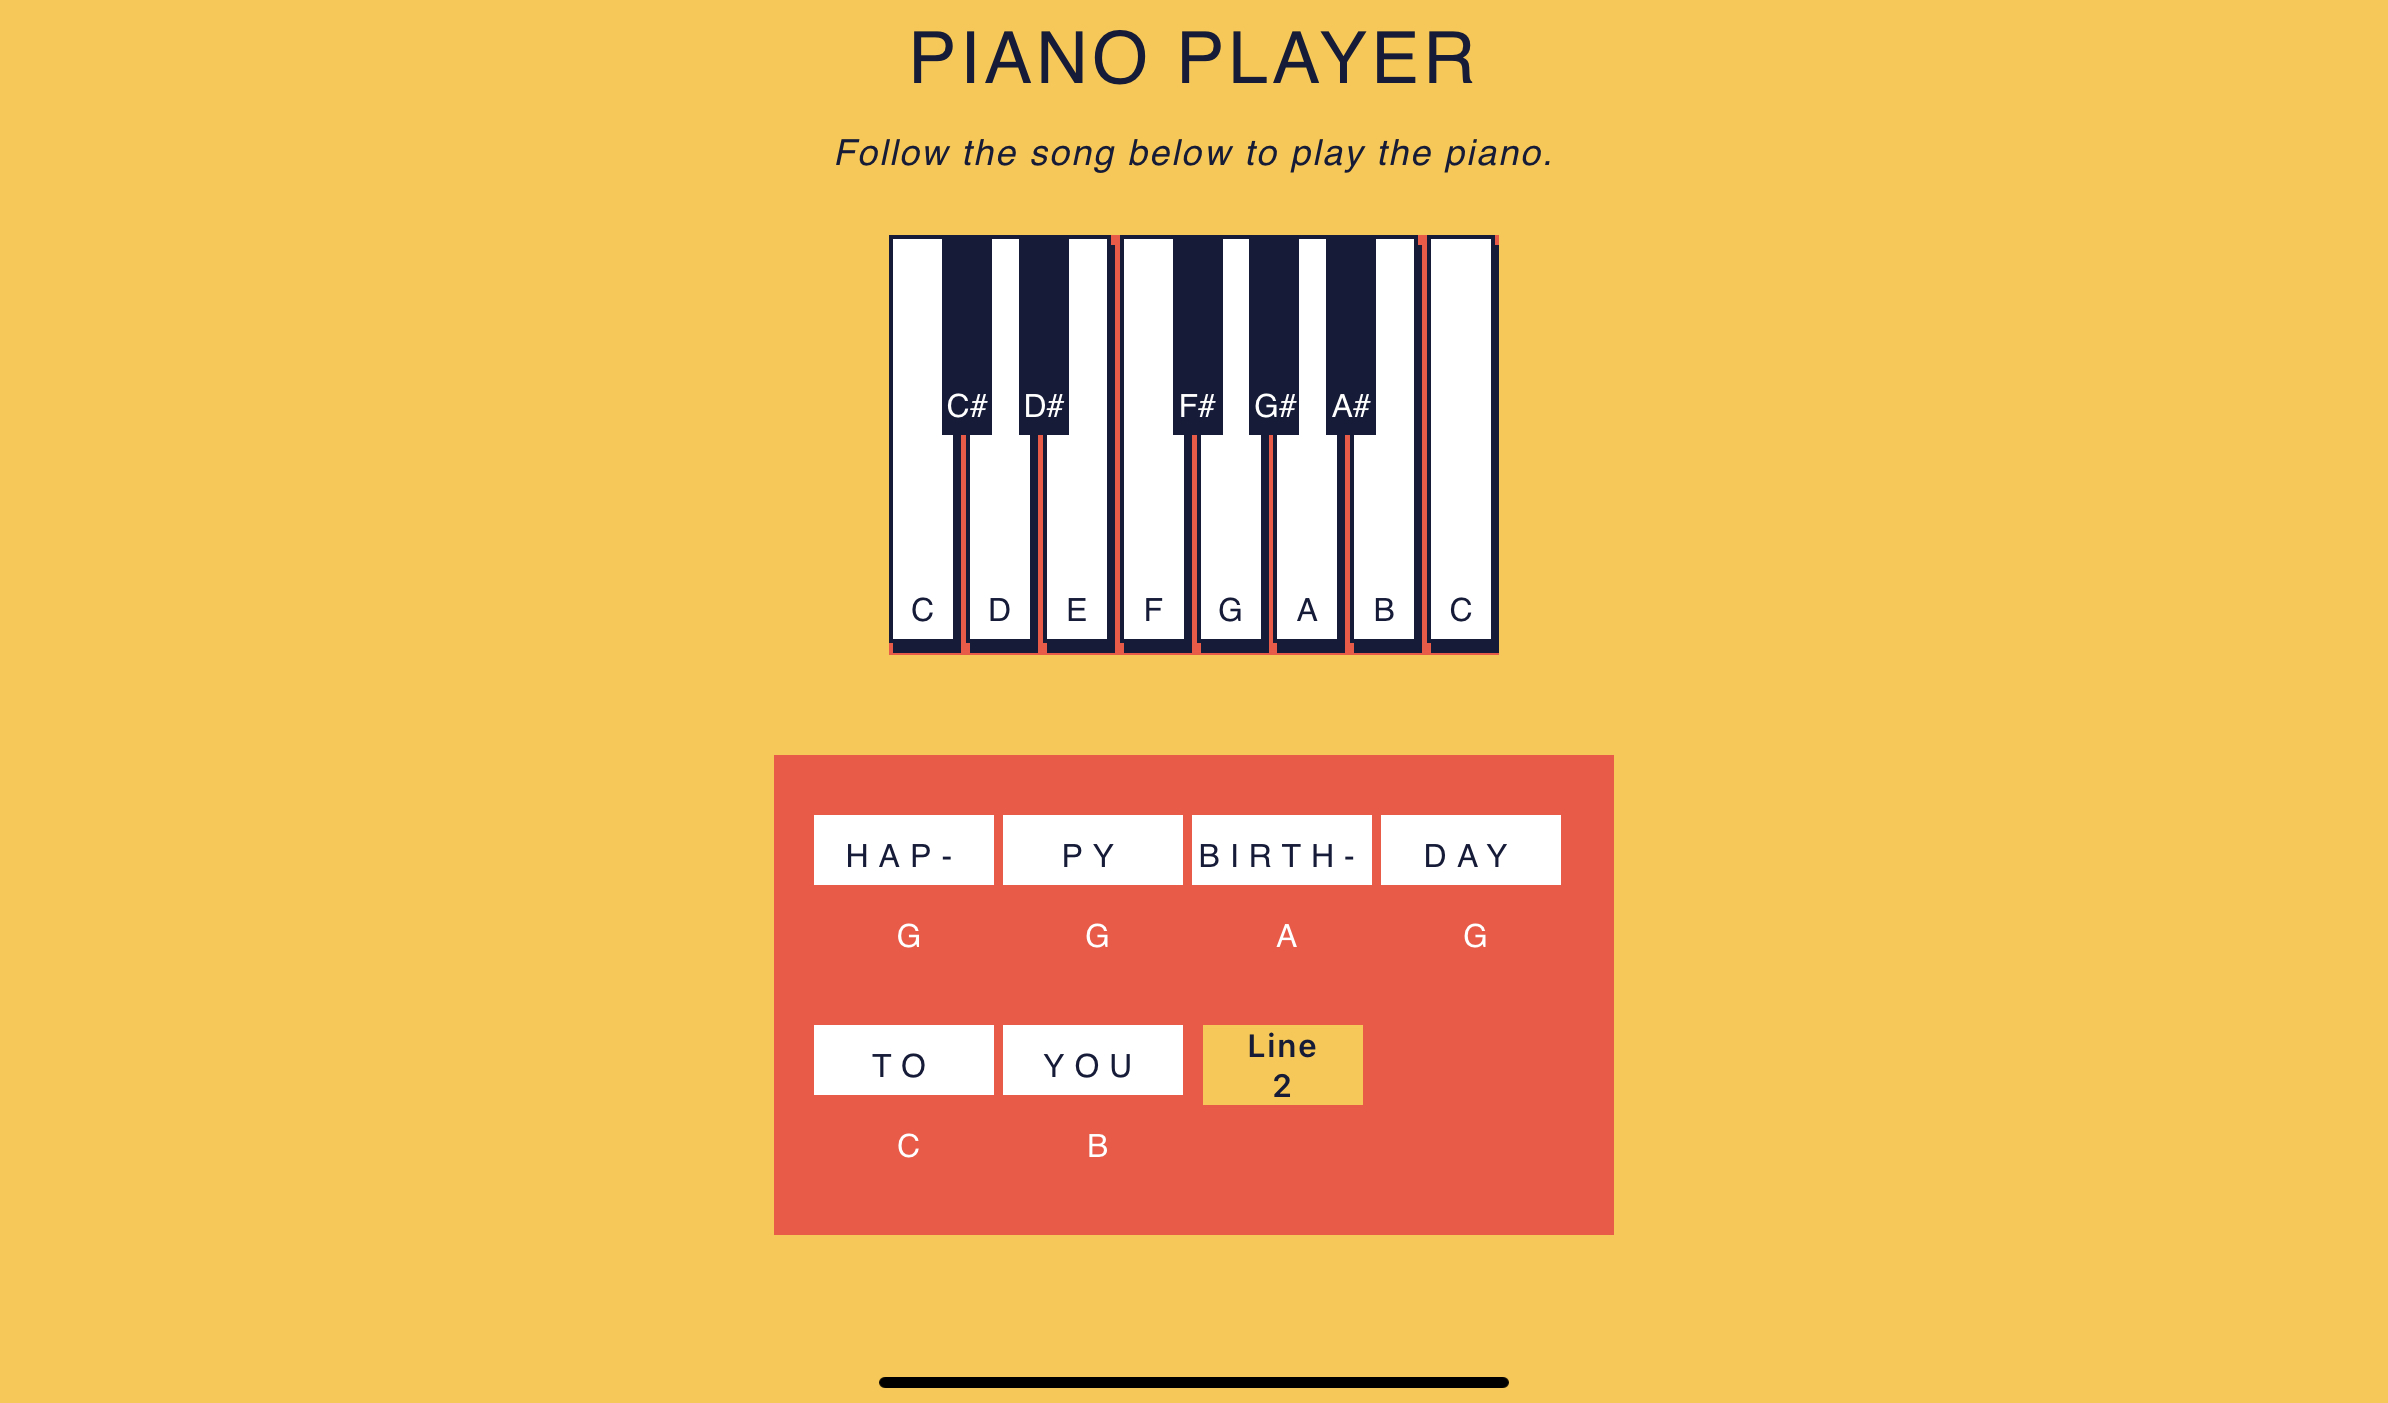 PIANO PLAYER
Follow the song below to play the piano.
C# D# F# G# A#
C D E F G A B C
HAP- PY BIRTH- DAY
G G A G
TO YOU Line
2
C B